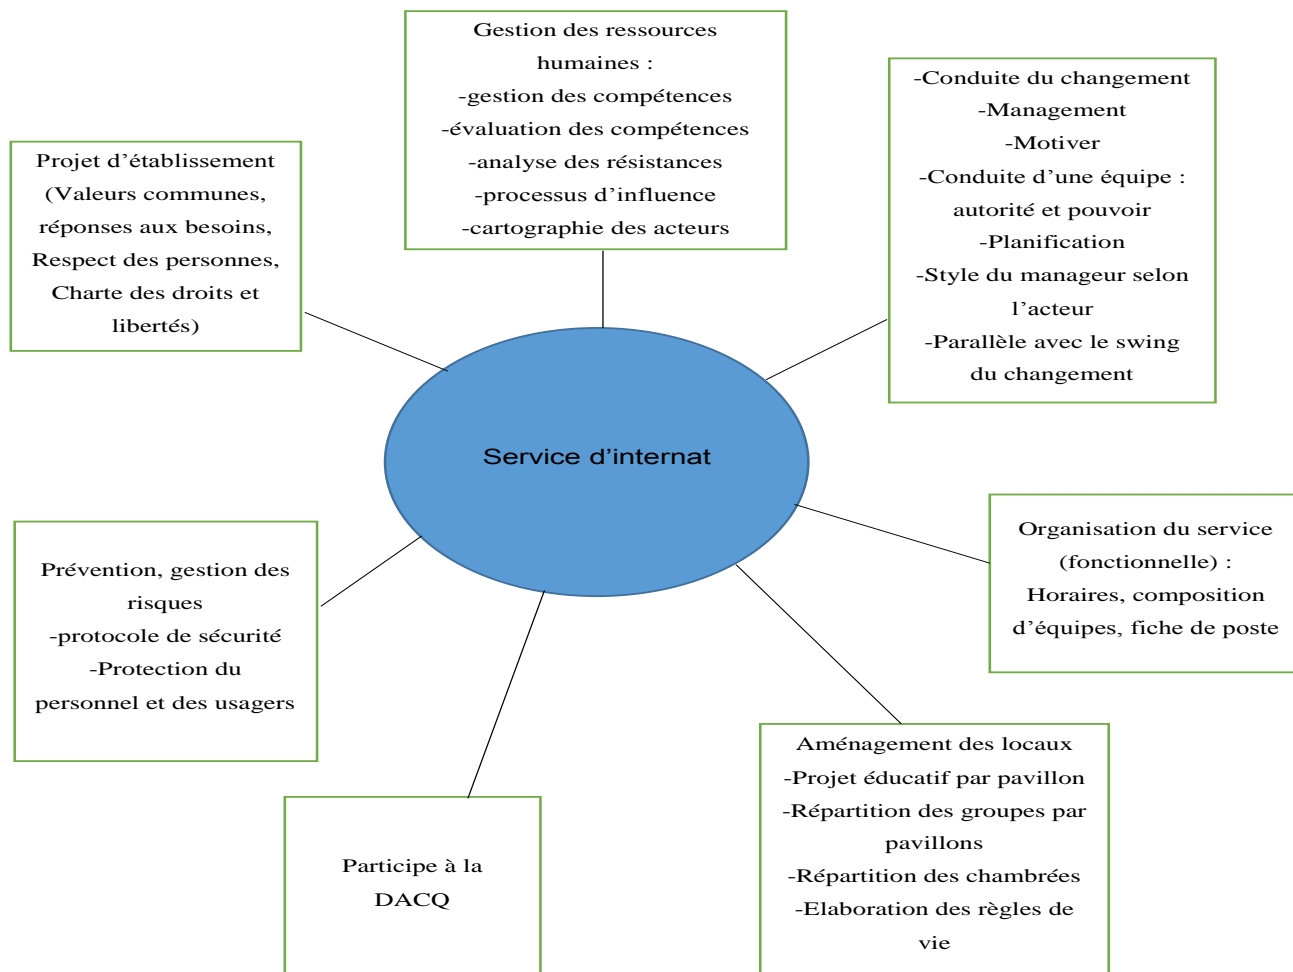 Gestion des ressources
humaines :
-gestion des compétences
-évaluation des compétences
-analyse des résistances
-processus d’influence
-cartographie des acteurs
-Conduite du changement
-Management
-Motiver
-Conduite d’une équipe :
autorité et pouvoir
-Planification
-Style du manageur selon
l’acteur
-Parallèle avec le swing
du changement
Projet d’établissement
(Valeurs communes,
réponses aux besoins,
Respect des personnes,
Charte des droits et
libertés)
Service d’internat
Organisation du service
(fonctionnelle) :
Horaires, composition
d’équipes, fiche de poste
Prévention, gestion des
risques
-protocole de sécurité
-Protection du
personnel et des usagers
Aménagement des locaux
-Projet éducatif par pavillon
-Répartition des groupes par
pavillons
-Répartition des chambrées
-Elaboration des règles de
vie
Participe à la
DACQ